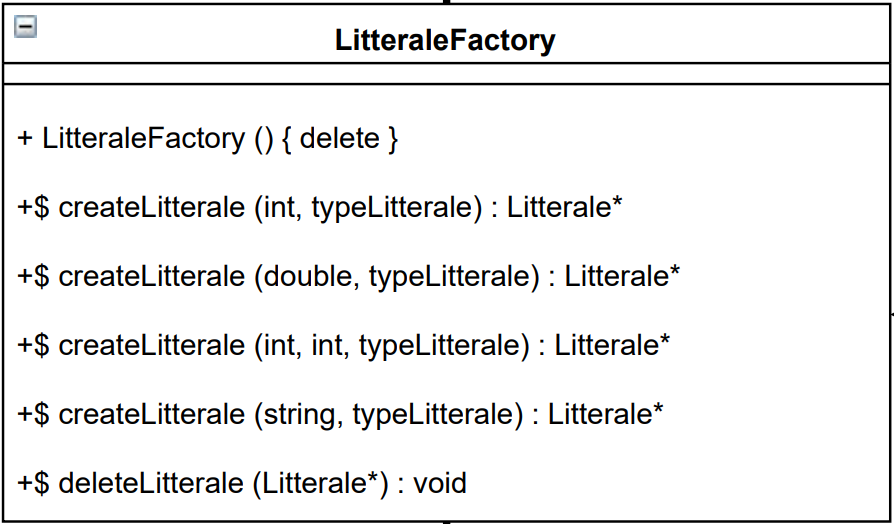 LitteraleFactory
+ LitteraleFactory () { delete }
+$ createLitterale (int, typeLitterale) : Litterale*
+$ createLitterale (double, typeLitterale) : Litterale*
+$ createLitterale (int, int, typeLitterale) : Litterale*
+$ createLitterale (string, typeLitterale) : Litterale*
+$ deleteLitterale (Litterale*) : void